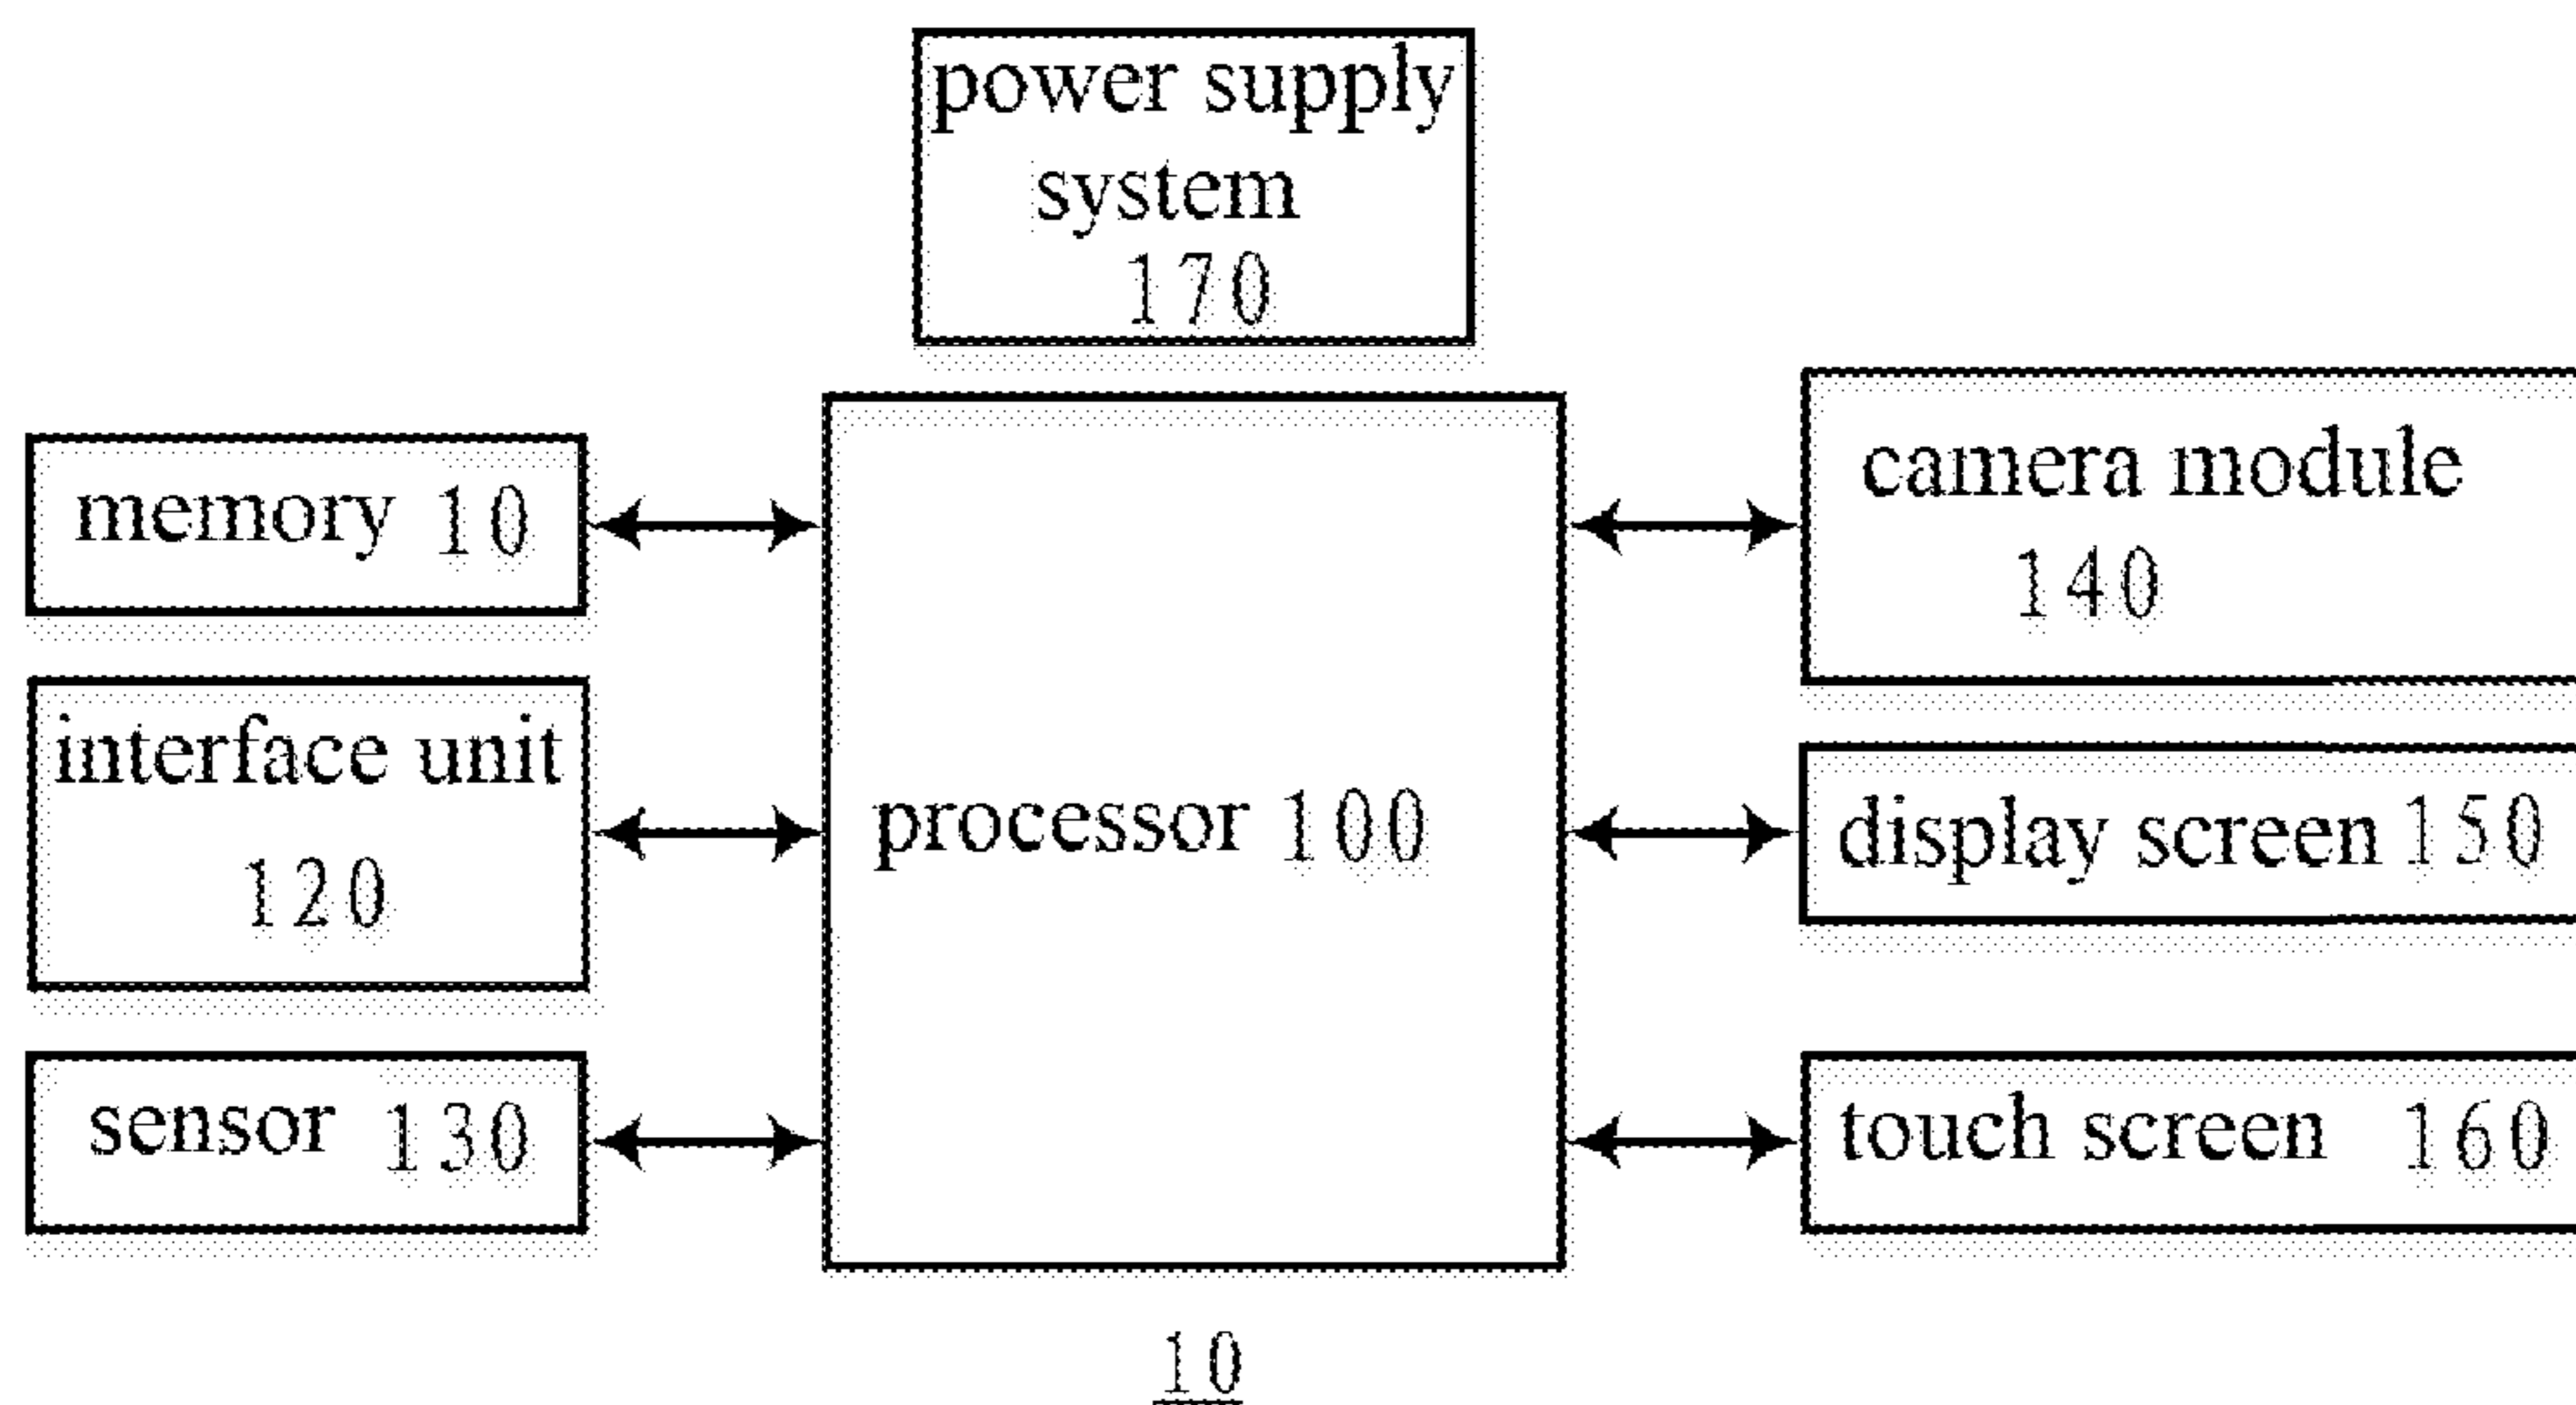 power supply
system
170
memory 10
interface unit
120
sensor 130
processor 100
camera module
140
display screen 150
touch screen 160
10